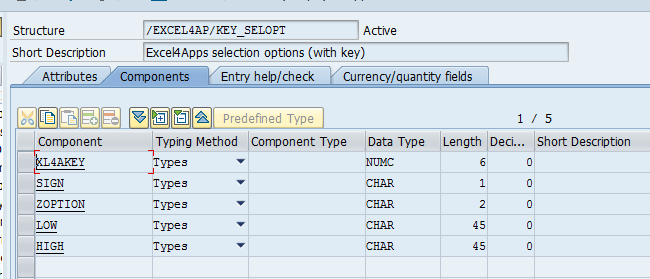 Structure /EXCEL4AP/KEY_SELOPT Active
Short Description Excel4Apps selection options (with key)
Attributes Components Entry help/check Currency/quantity fields
Predefined Type 1 / 5
Component Typing Method Component Type Data Type Length Deci... Short Description
XL4AKEY Types NUMC 6 0
SIGN Types CHAR 1 0
ZOPTION Types CHAR 2 0
LOW Types CHAR 45 0
HIGH Types CHAR 45 0